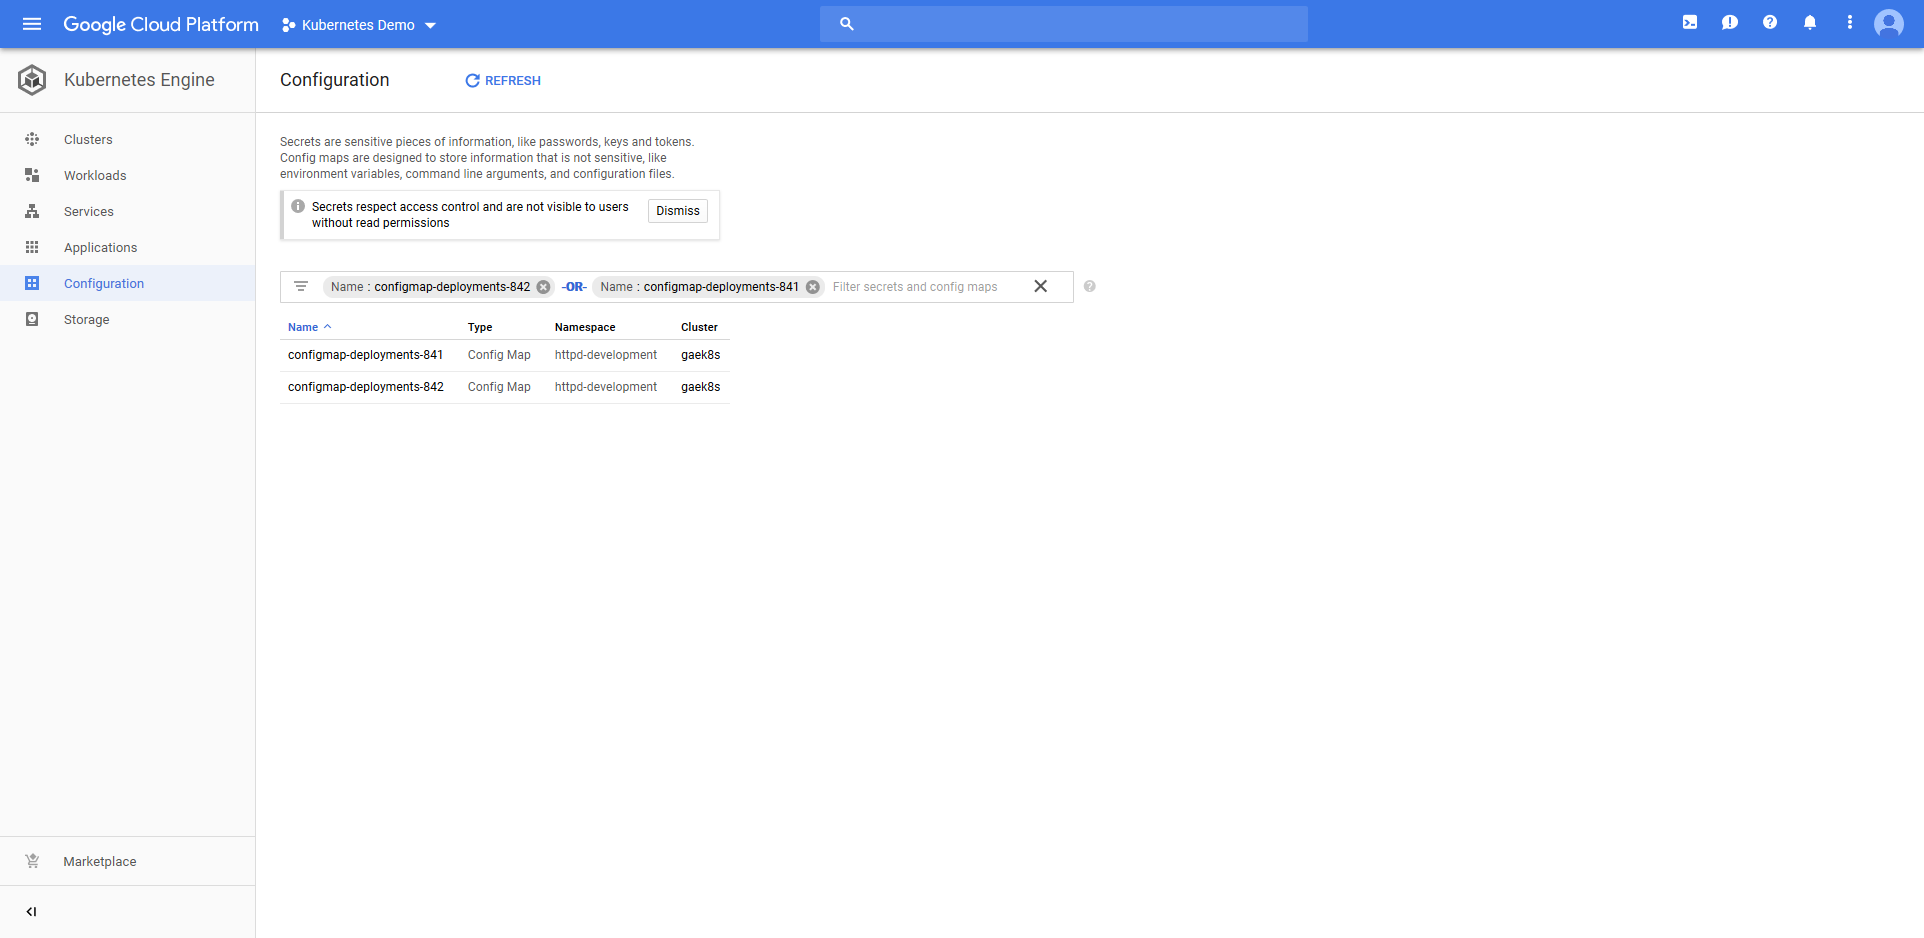 Google Cloud Platform
Kubernetes Demo
Kubernetes Engine
Configuration
REFRESH
Clusters
Workloads
Services
Applications
Configuration
Storage
Marketplace
Secrets are sensitive pieces of information, like passwords, keys and tokens.
Config maps are designed to store information that is not sensitive, like
environment variables, command line arguments, and configuration files.
Secrets respect access control and are not visible to users
without read permissions
Dismiss
Name : configmap-deployments-842 -OR- Name : configmap-deployments-841 Filter secrets and config maps
Name Type Namespace Cluster
configmap-deployments-841 Config Map httpd-development gaek8s
configmap-deployments-842 Config Map httpd-development gaek8s